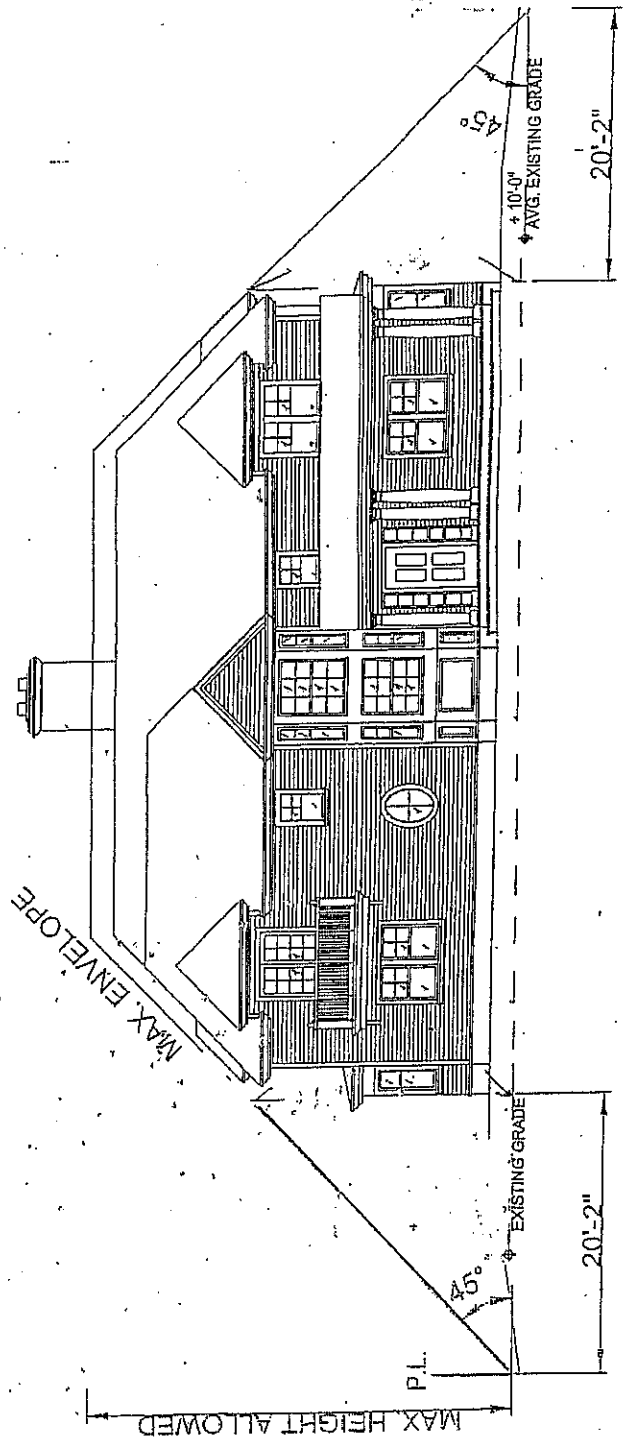 MAX. ENVELOPE
MAX. HEIGHT ALLOWED
P.L.
45°
EXISTING GRADE
20'-2"
45°
+ 10'-0"
AVG. EXISTING GRADE
20'-2"